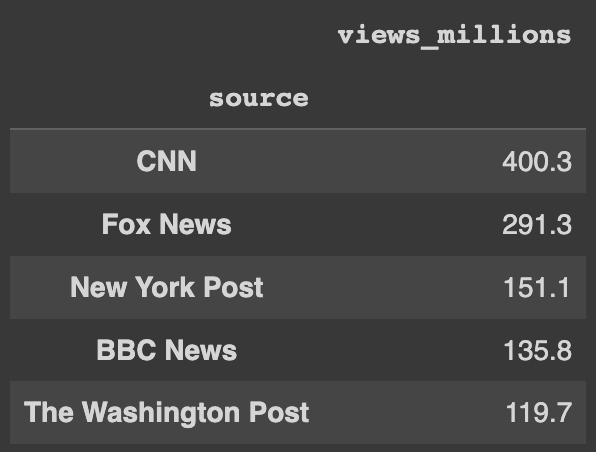 views_millions
source
CNN 400.3
Fox News 291.3
New York Post 151.1
BBC News 135.8
The Washington Post 119.7